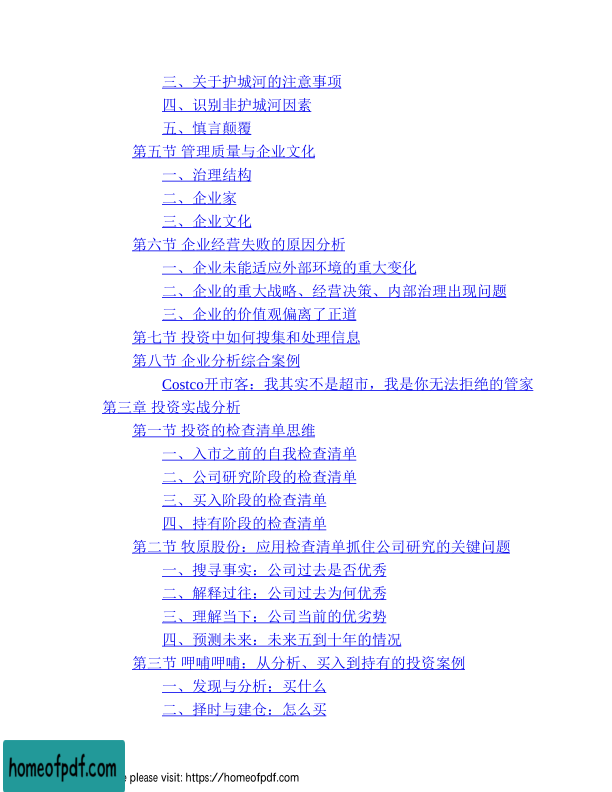 三、关于护城河的注意事项
四、识别非护城河因素
五、慎言颠覆
第五节 管理质量与企业文化
一、治理结构
二、企业家
三、企业文化
第六节 企业经营失败的原因分析
一、企业未能适应外部环境的重大变化
二、企业的重大战略、经营决策、内部治理出现问题
三、企业的价值观偏离了正道
第七节 投资中如何搜集和处理信息
第八节 企业分析综合案例
Costco开市客：我其实不是超市，我是你无法拒绝的管家
第三章 投资实战分析
第一节 投资的检查清单思维
一、入市之前的自我检查清单
二、公司研究阶段的检查清单
三、买入阶段的检查清单
四、持有阶段的检查清单
第二节 牧原股份：应用检查清单抓住公司研究的关键问题
一、搜寻事实：公司过去是否优秀
二、解释过往：公司过去为何优秀
三、理解当下：公司当前的优劣势
四、预测未来：未来五到十年的情况
第三节 呷哺呷哺：从分析、买入到持有的投资案例
一、发现与分析：买什么
二、择时与建仓：怎么买
homeofpdf.com
please visit: https://homeofpdf.com